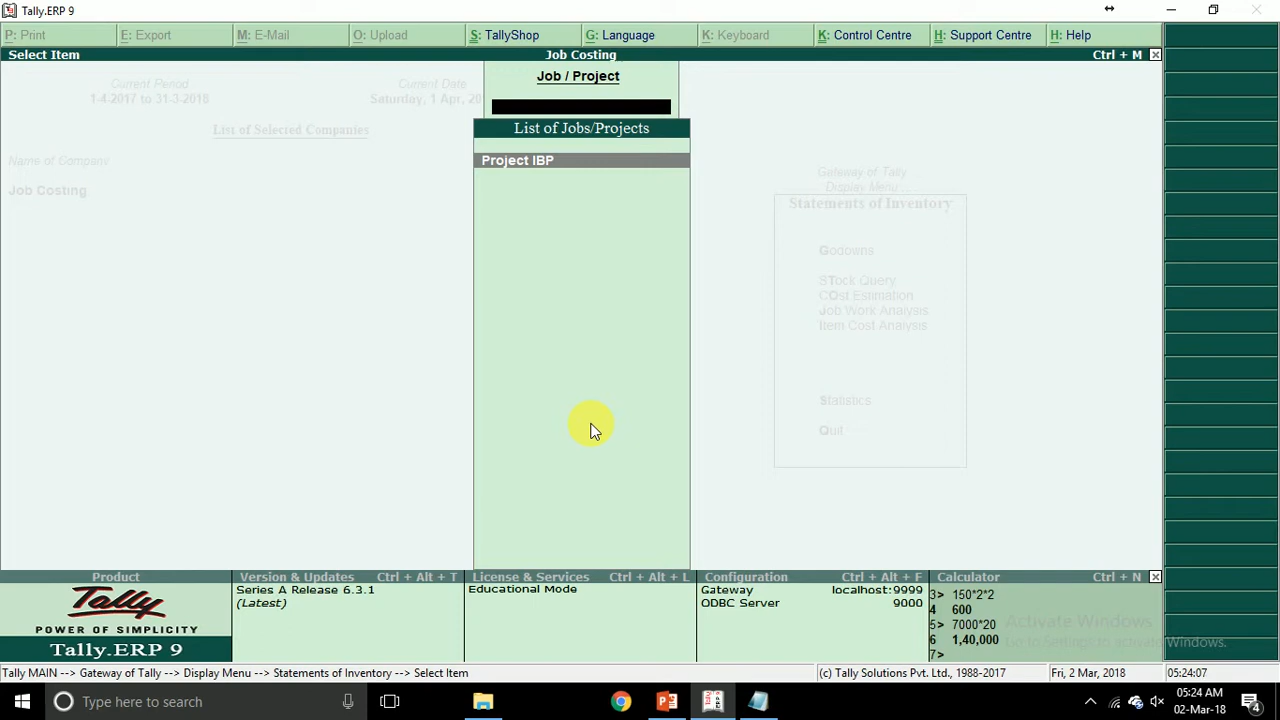 Tally.ERP 9
P: Print
E: Export
M: E-Mail
O: Upload
S: TallyShop
G: Language
K: Keyboard
K: Control Centre
H: Support Centre
H: Help
Select Item
Job Costing
Ctrl + M
Current Period
1-4-2017 to 31-3-2018
Current Date
Saturday, 1 Apr, 20
List of Selected Companies
Name of Company
Job Costing
Job / Project
List of Jobs/Projects
Project IBP
Gateway of Tally
Display Menu ....
Statements of Inventory
Godowns
STock Query
COst Estimation
Job Work Analysis
Item Cost Analysis
Statistics
Quit
Product
Tally
POWER OF SIMPLICITY
Tally.ERP 9
Version & Updates Ctrl + Alt + T
Series A Release 6.3.1
(Latest)
License & Services Ctrl + Alt + L
Educational Mode
Configuration Ctrl + Alt + F
Gateway localhost:9999
ODBC Server 9000
Calculator Ctrl + N
3> 150*2*2
4 600
5> 7000*20
6 1,40,000
7>
Activate Windows
Go to Settings to activate Windows.
Tally MAIN --> Gateway of Tally --> Display Menu --> Statements of Inventory --> Select Item
(c) Tally Solutions Pvt. Ltd., 1988-2017
Fri, 2 Mar, 2018
05:24:07
Type here to search
05:24 AM
02-Mar-18
4